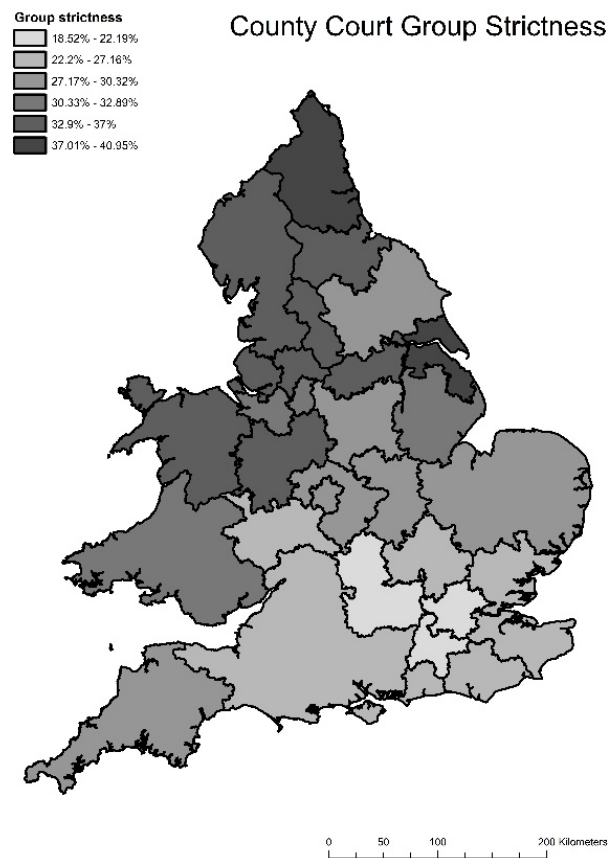 Group strictness
18.52% - 22.19%
22.2% - 27.16%
27.17% - 30.32%
30.33% - 32.89%
32.9% - 37%
37.01% - 40.95%
County Court Group Strictness
0 50 100 200 Kilometers